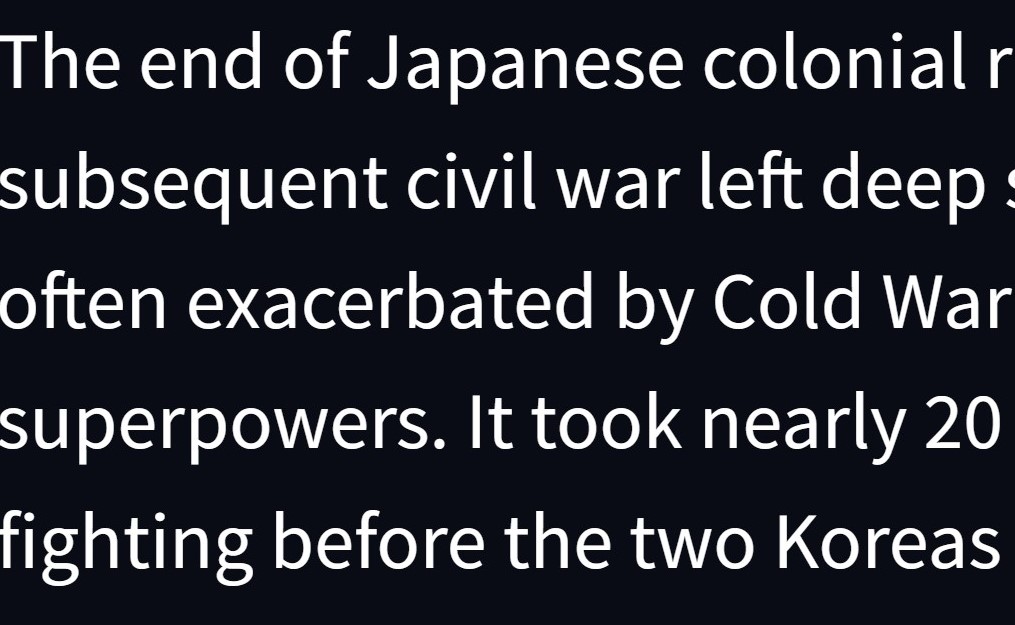 The end of Japanese colonial
subsequent civil war left deep
often exacerbated by Cold War
superpowers. It took nearly 20
fighting before the two Koreas